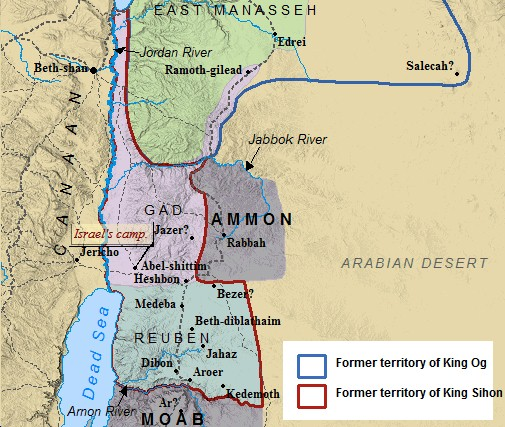 EAST MANASSEH
Edrei
Jordan River
Beth-shan
Ramoth-gilead
Salecah?
Jabbok River
CANAAN
GAD
AMMON
Israel's camp.
Jazer?
Rabbah
Jerkho
ARABIAN DESERT
Abel-shittim
Heshbon
Bezer?
Medeba
Beth-diblathaim
REUBEN
Dead Sea
Jahaz
Dibon
Aroer
Kedemoth
Arnon River
Ar?
MOAB
Former territory of King Og
Former territory of King Sihon